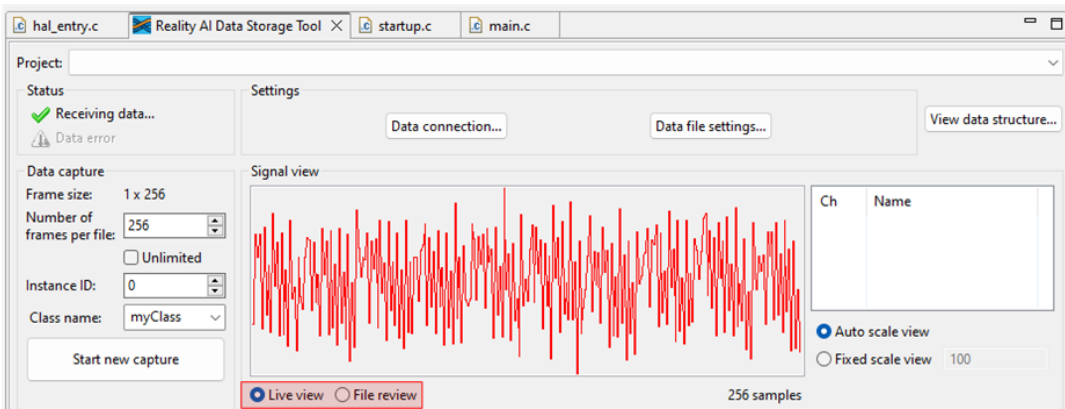 hal_entry.c Reality AI Data Storage Tool startup.c main.c
Project:
Status
Receiving data...
Data error
Settings
Data connection... Data file settings...
View data structure...
Data capture
Frame size: 1 x 256
Number of
frames per file: 256
Unlimited
Instance ID: 0
Class name: myClass
Start new capture
Signal view
Live view File review
256 samples
Ch Name
Auto scale view
Fixed scale view 100